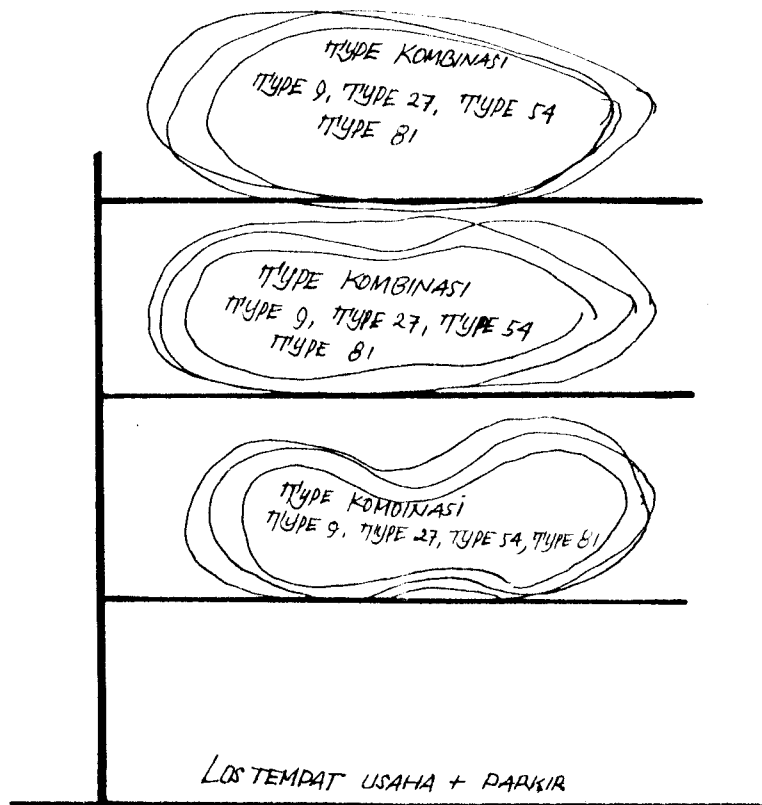 TYPE KOMBINASI
TYPE 9, TYPE 27, TYPE 54
TYPE 81
TYPE KOMBINASI
TYPE 9, TYPE 27, TYPE 54
TYPE 81
TYPE KOMBINASI
TYPE 9, TYPE 27, TYPE 54, TYPE 81
LOS TEMPAT USAHA + PARKIR